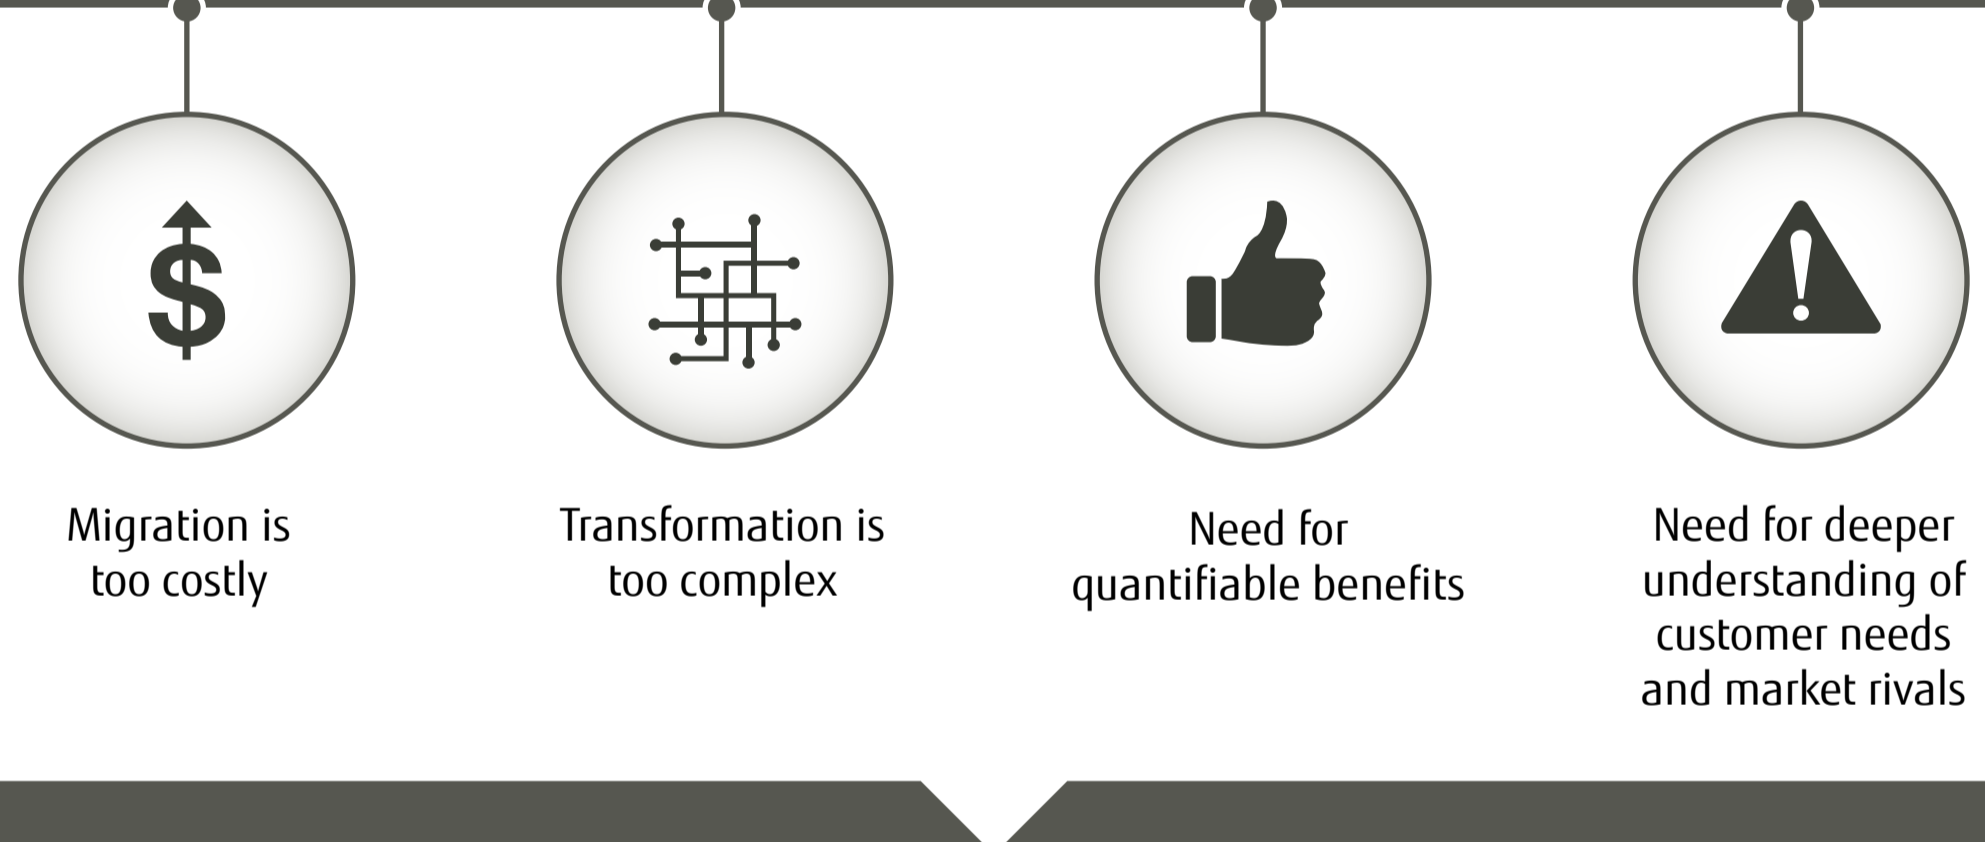 Migration is
too costly
Transformation is
too complex
Need for
quantifiable benefits
Need for deeper
understanding of
customer needs
and market rivals